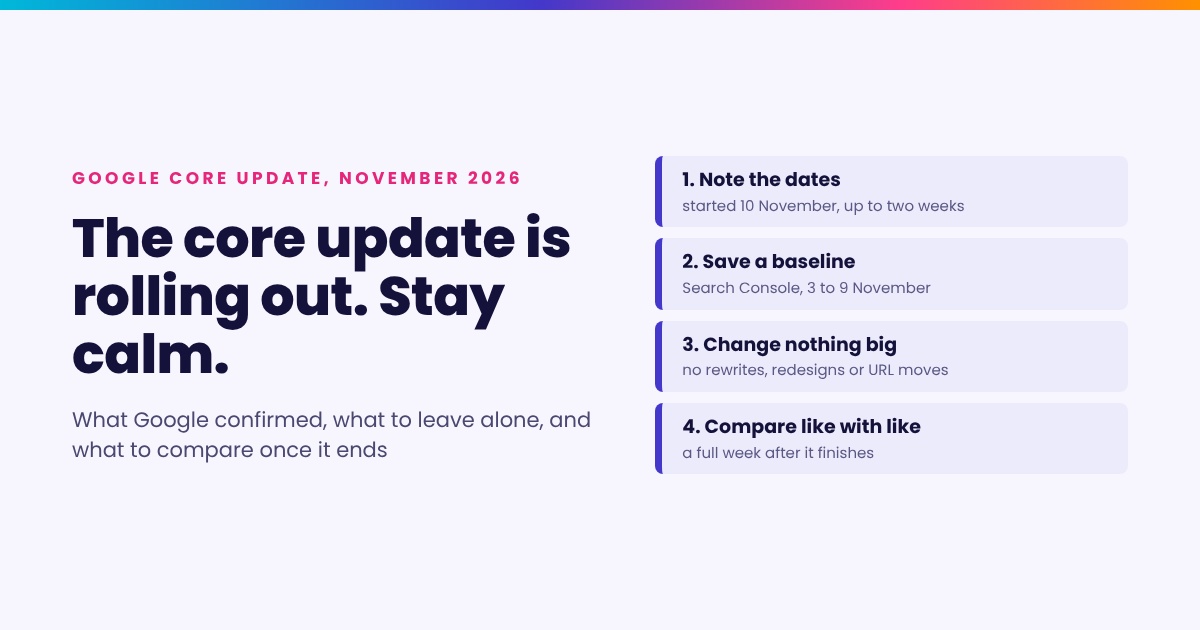 GOOGLE CORE UPDATE, NOVEMBER 2026
The core update is
rolling out. Stay
calm.
What Google confirmed, what to leave alone, and
what to compare once it ends
1. Note the dates
started 10 November, up to two weeks
2. Save a baseline
Search Console, 3 to 9 November
3. Change nothing big
no rewrites, redesigns or URL moves
4. Compare like with like
a full week after it finishes